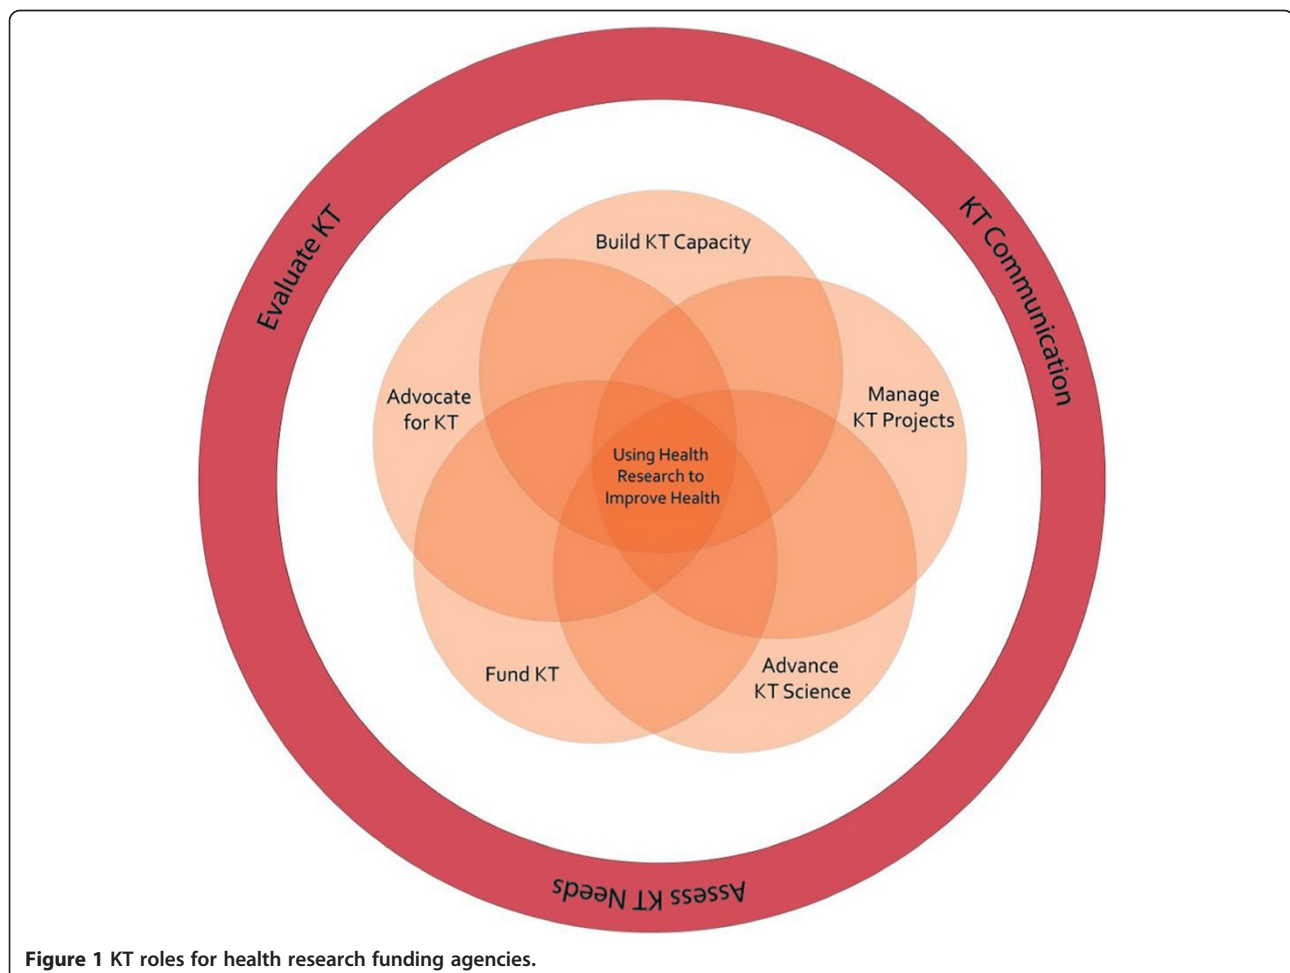 Evaluate KT
KT Communication
Build KT Capacity
Advocate
for KT
Manage
KT Projects
Using Health
Research to
Improve Health
Fund KT
Advance
KT Science
Assess KT Needs
Figure 1 KT roles for health research funding agencies.